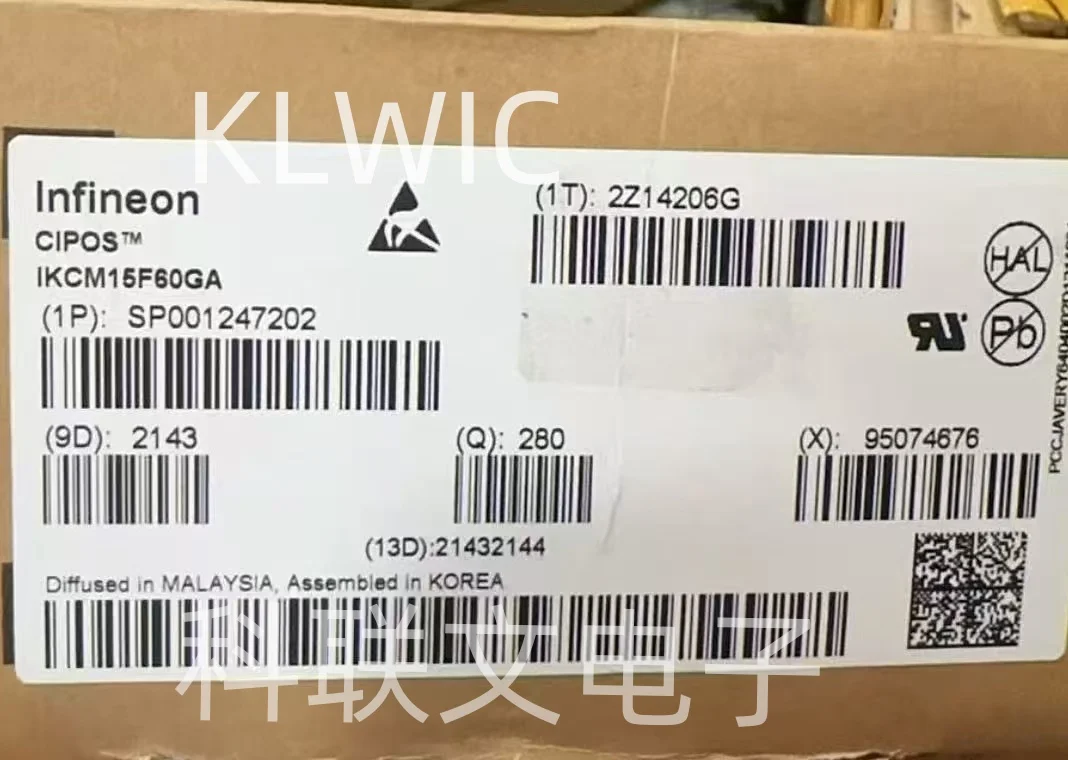 KLWIC
Infineon
CIPOS™
IKCM15F60GA
(1P): SP001247202
(1T): 2Z14206G
HAL
Pb
(9D): 2143
(Q): 280
(X): 95074676
(13D):21432144
Diffused in MALAYSIA, Assembled in KOREA
科联文电子